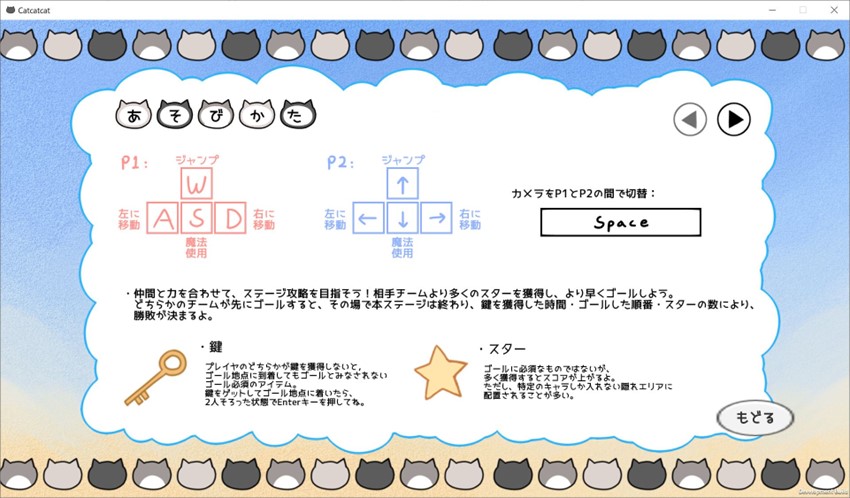 Catcatcat
あそびかた
P1:
ジャンプ
W
左に
移動
A S D
右に
移動
魔法
使用
P2:
ジャンプ
↑
左に
移動
← ↓ →
右に
移動
魔法
使用
カメラをP1とP2の間で切替：
Space
・仲間と力を合わせて、ステージ攻略を目指そう！相手チームより多くのスターを獲得し、より早くゴールしよう。
どちらかのチームが先にゴールすると、その場で本ステージは終わり、鍵を獲得した時間・ゴールした順番・スターの数により、
勝敗が決まるよ。
・鍵
プレイヤのどちらかが鍵を獲得しないと,
ゴール地点に到着してもゴールとみなされない
ゴール必須のアイテム。
鍵をゲットしてゴール地点に着いたら、
2人そろった状態でEnterキーを押してね。
・スター
ゴールに必須なものではないが、
多く獲得するとスコアが上がるよ。
ただし、特定のキャラしか入れない隠れエリアに
配置されることが多い。
もどる
Development Build